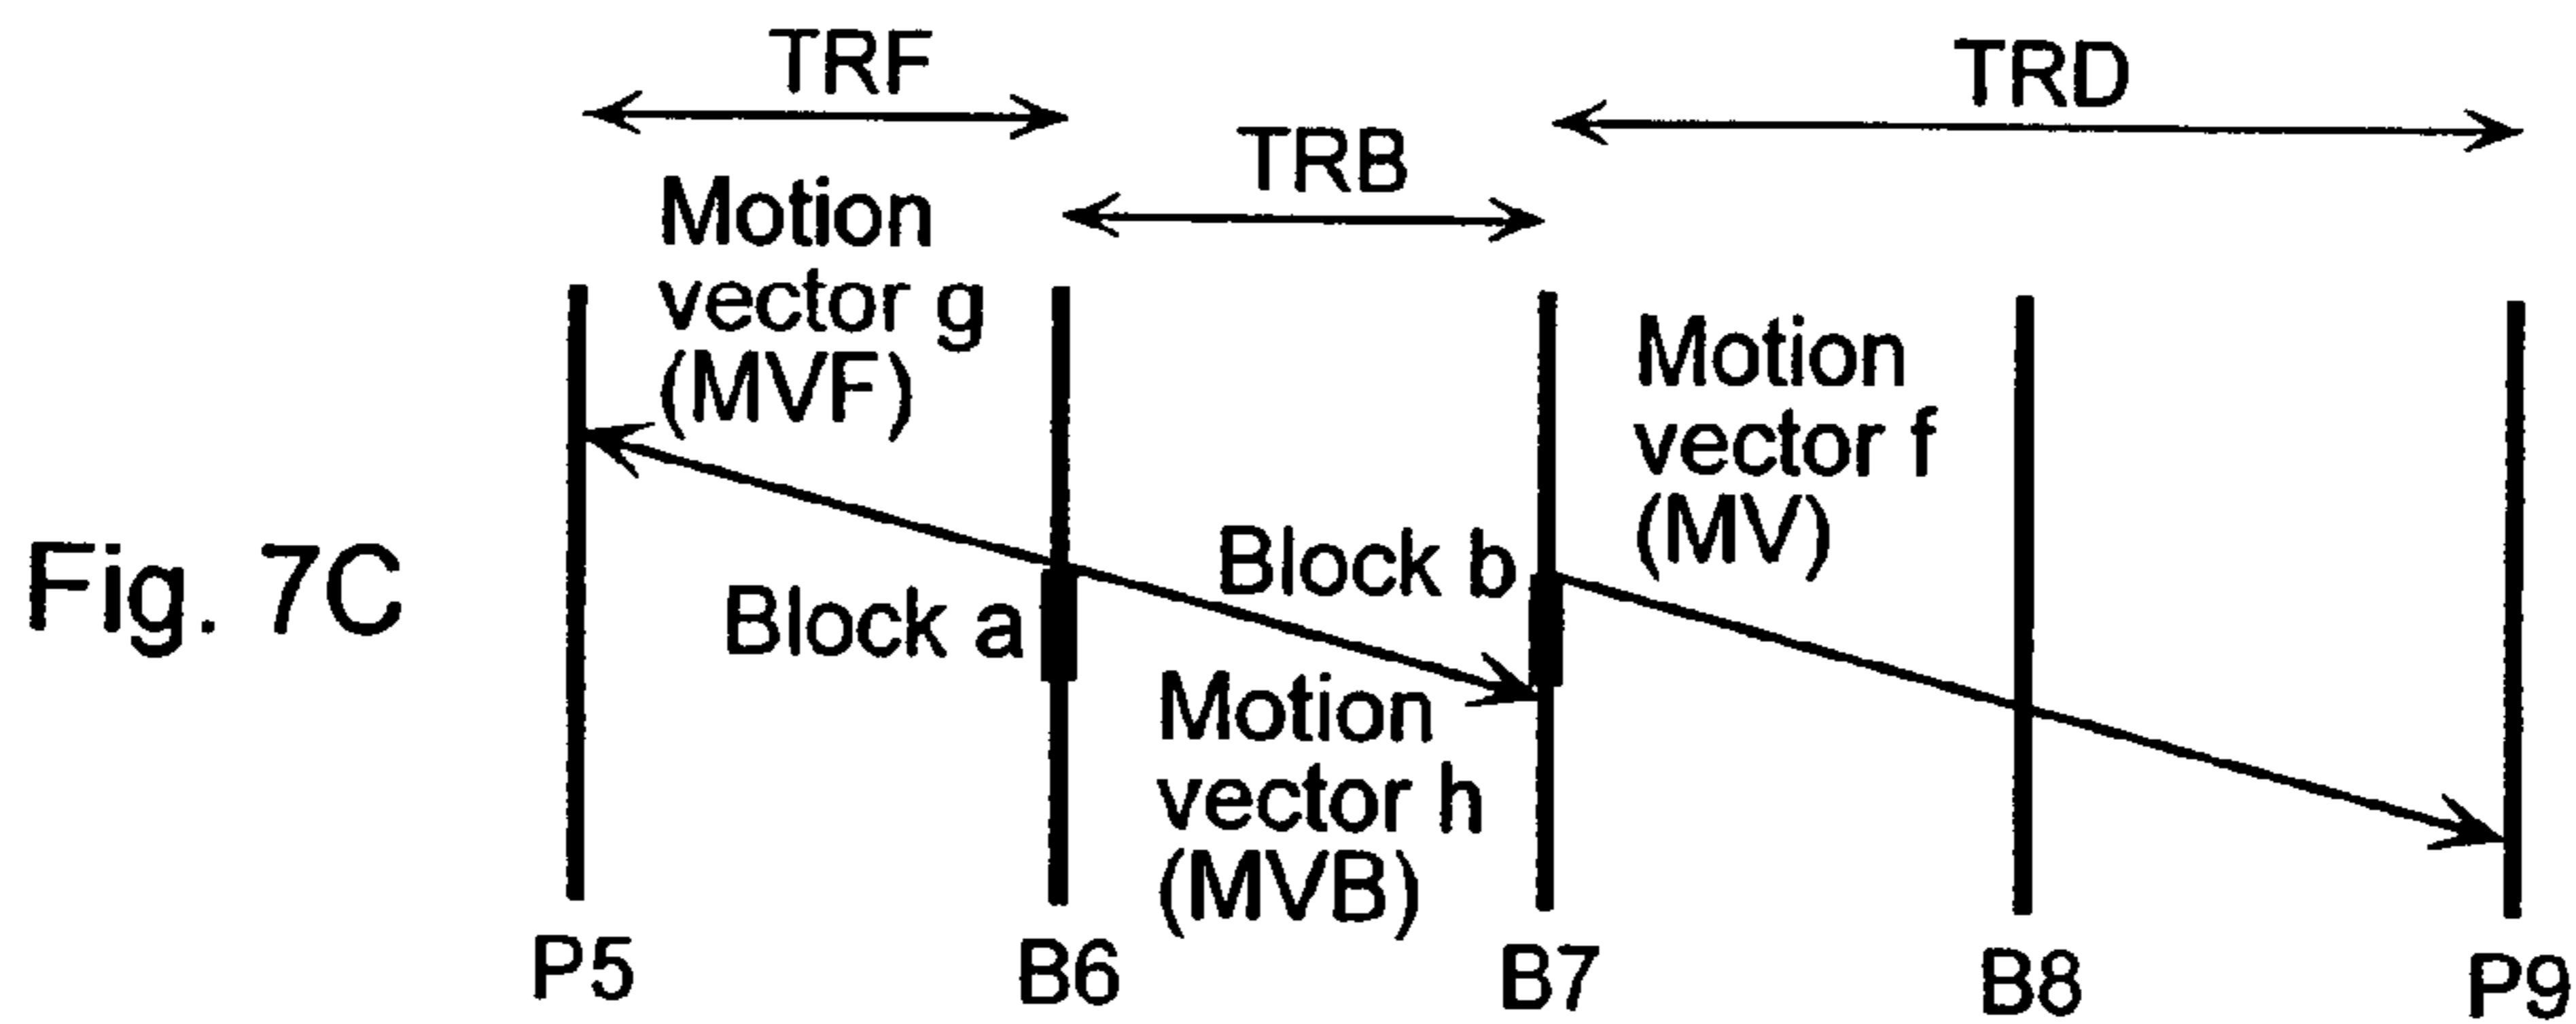 TRF
TRD
TRB
Motion
vector g
(MVF)
Motion
vector f
(MV)
Block b
Fig. 7C
Block a
Motion
vector h
(MVB)
P5
B6
B7
B8
P9